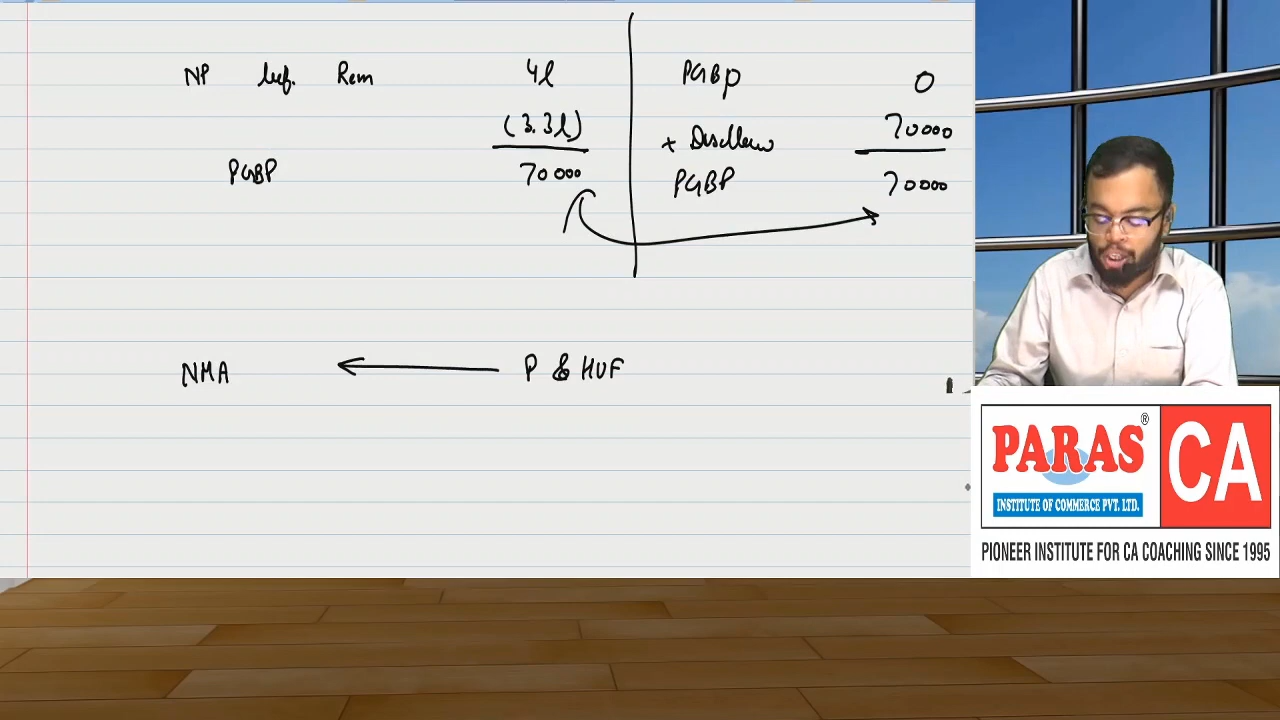 NP bef. Rem 4l
(3.3l)
PGBP 70000
PGBP 0
+ Disallow 70000
PGBP 70000
NMA ← P & HUF
PARAS®
INSTITUTE OF COMMERCE PVT. LTD.
CA
PIONEER INSTITUTE FOR CA COACHING SINCE 1995